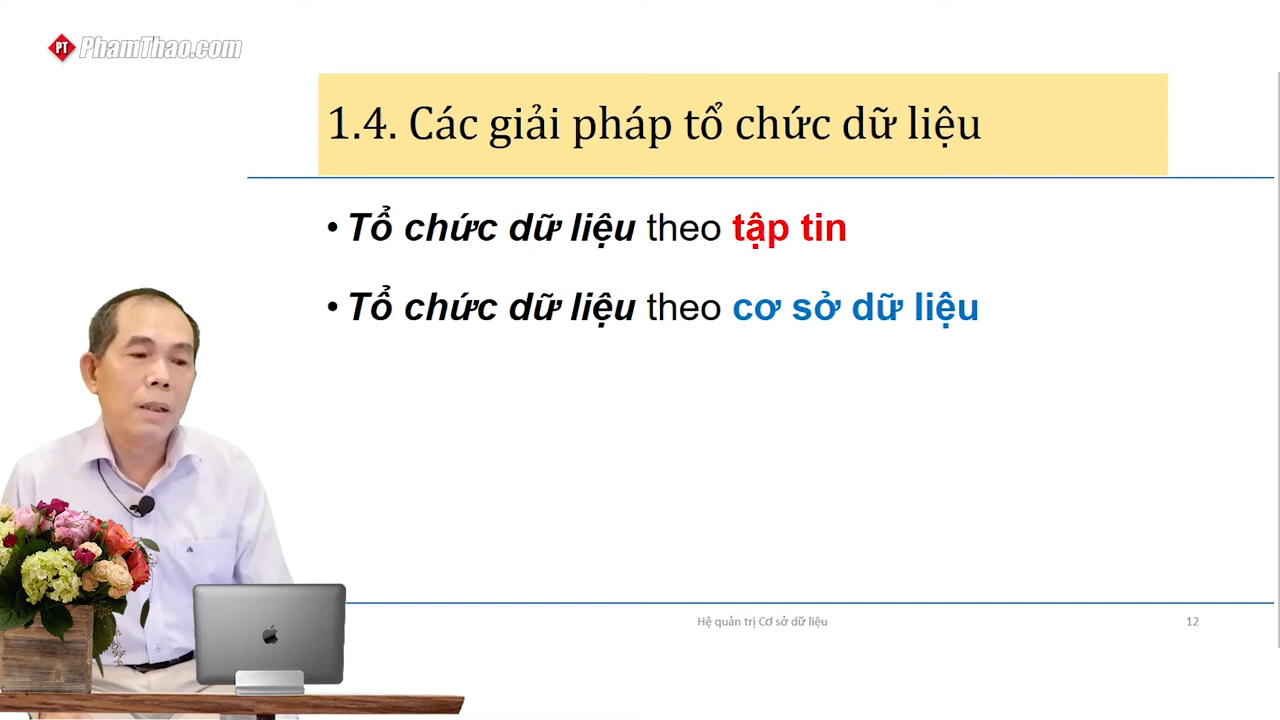 PT PhamThao.com
1.4. Các giải pháp tổ chức dữ liệu
• Tổ chức dữ liệu theo tập tin
• Tổ chức dữ liệu theo cơ sở dữ liệu
Hệ quản trị Cơ sở dữ liệu
12